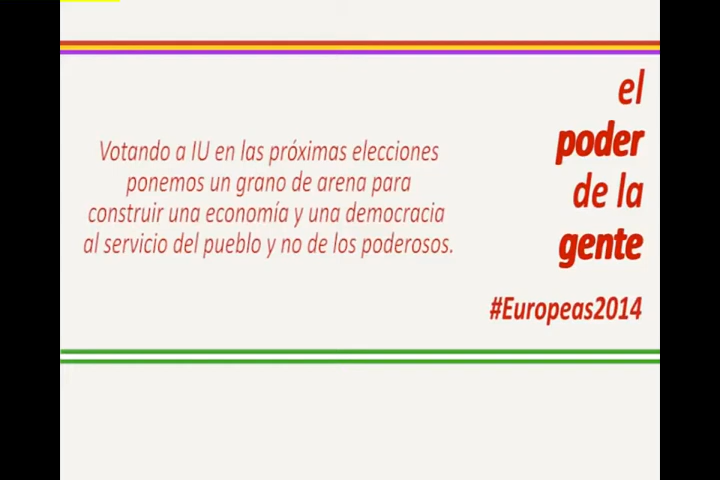 Votando a IU en las próximas elecciones
ponemos un grano de arena para
construir una economía y una democracia
al servicio del pueblo y no de los poderosos.
el
poder
de la
gente
#Europeas2014